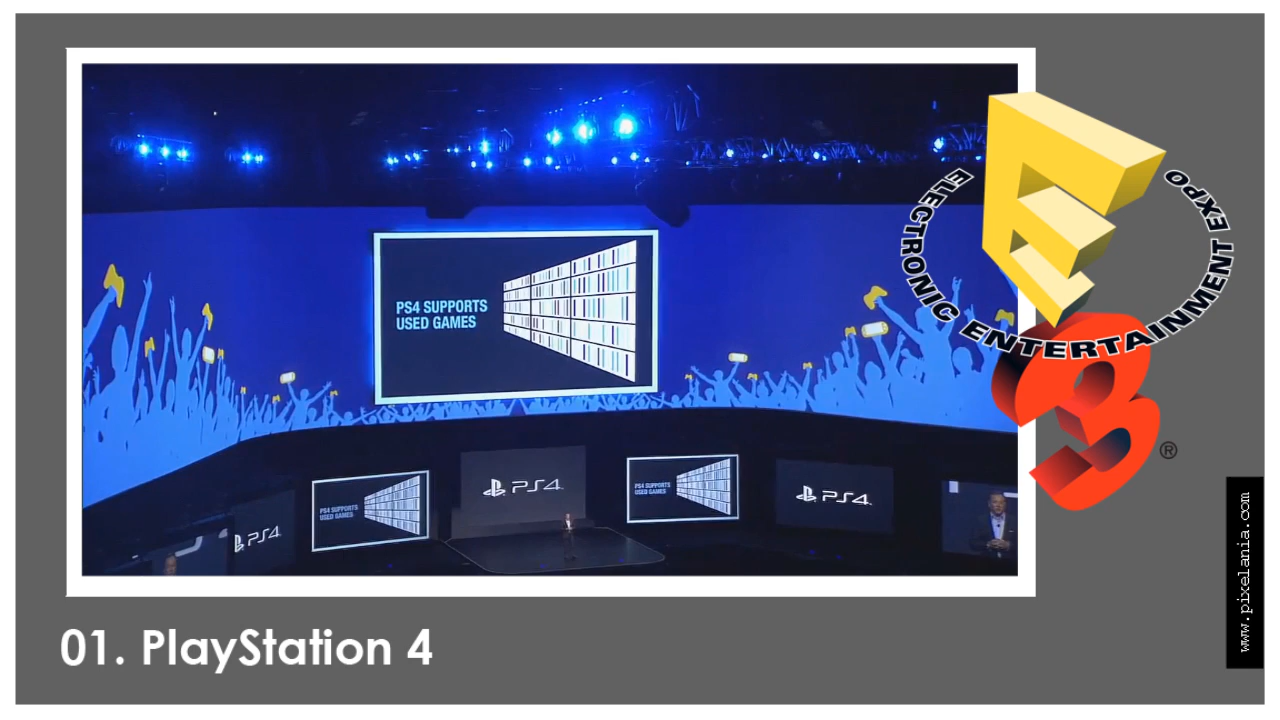 PS4 SUPPORTS
USED GAMES
ELECTRONIC ENTERTAINMENT EXPO
E3
®
PS4
PS4 SUPPORTS
USED GAMES
PS4
PS4 SUPPORTS
USED GAMES
PS4
www.pixelania.com
01. PlayStation 4